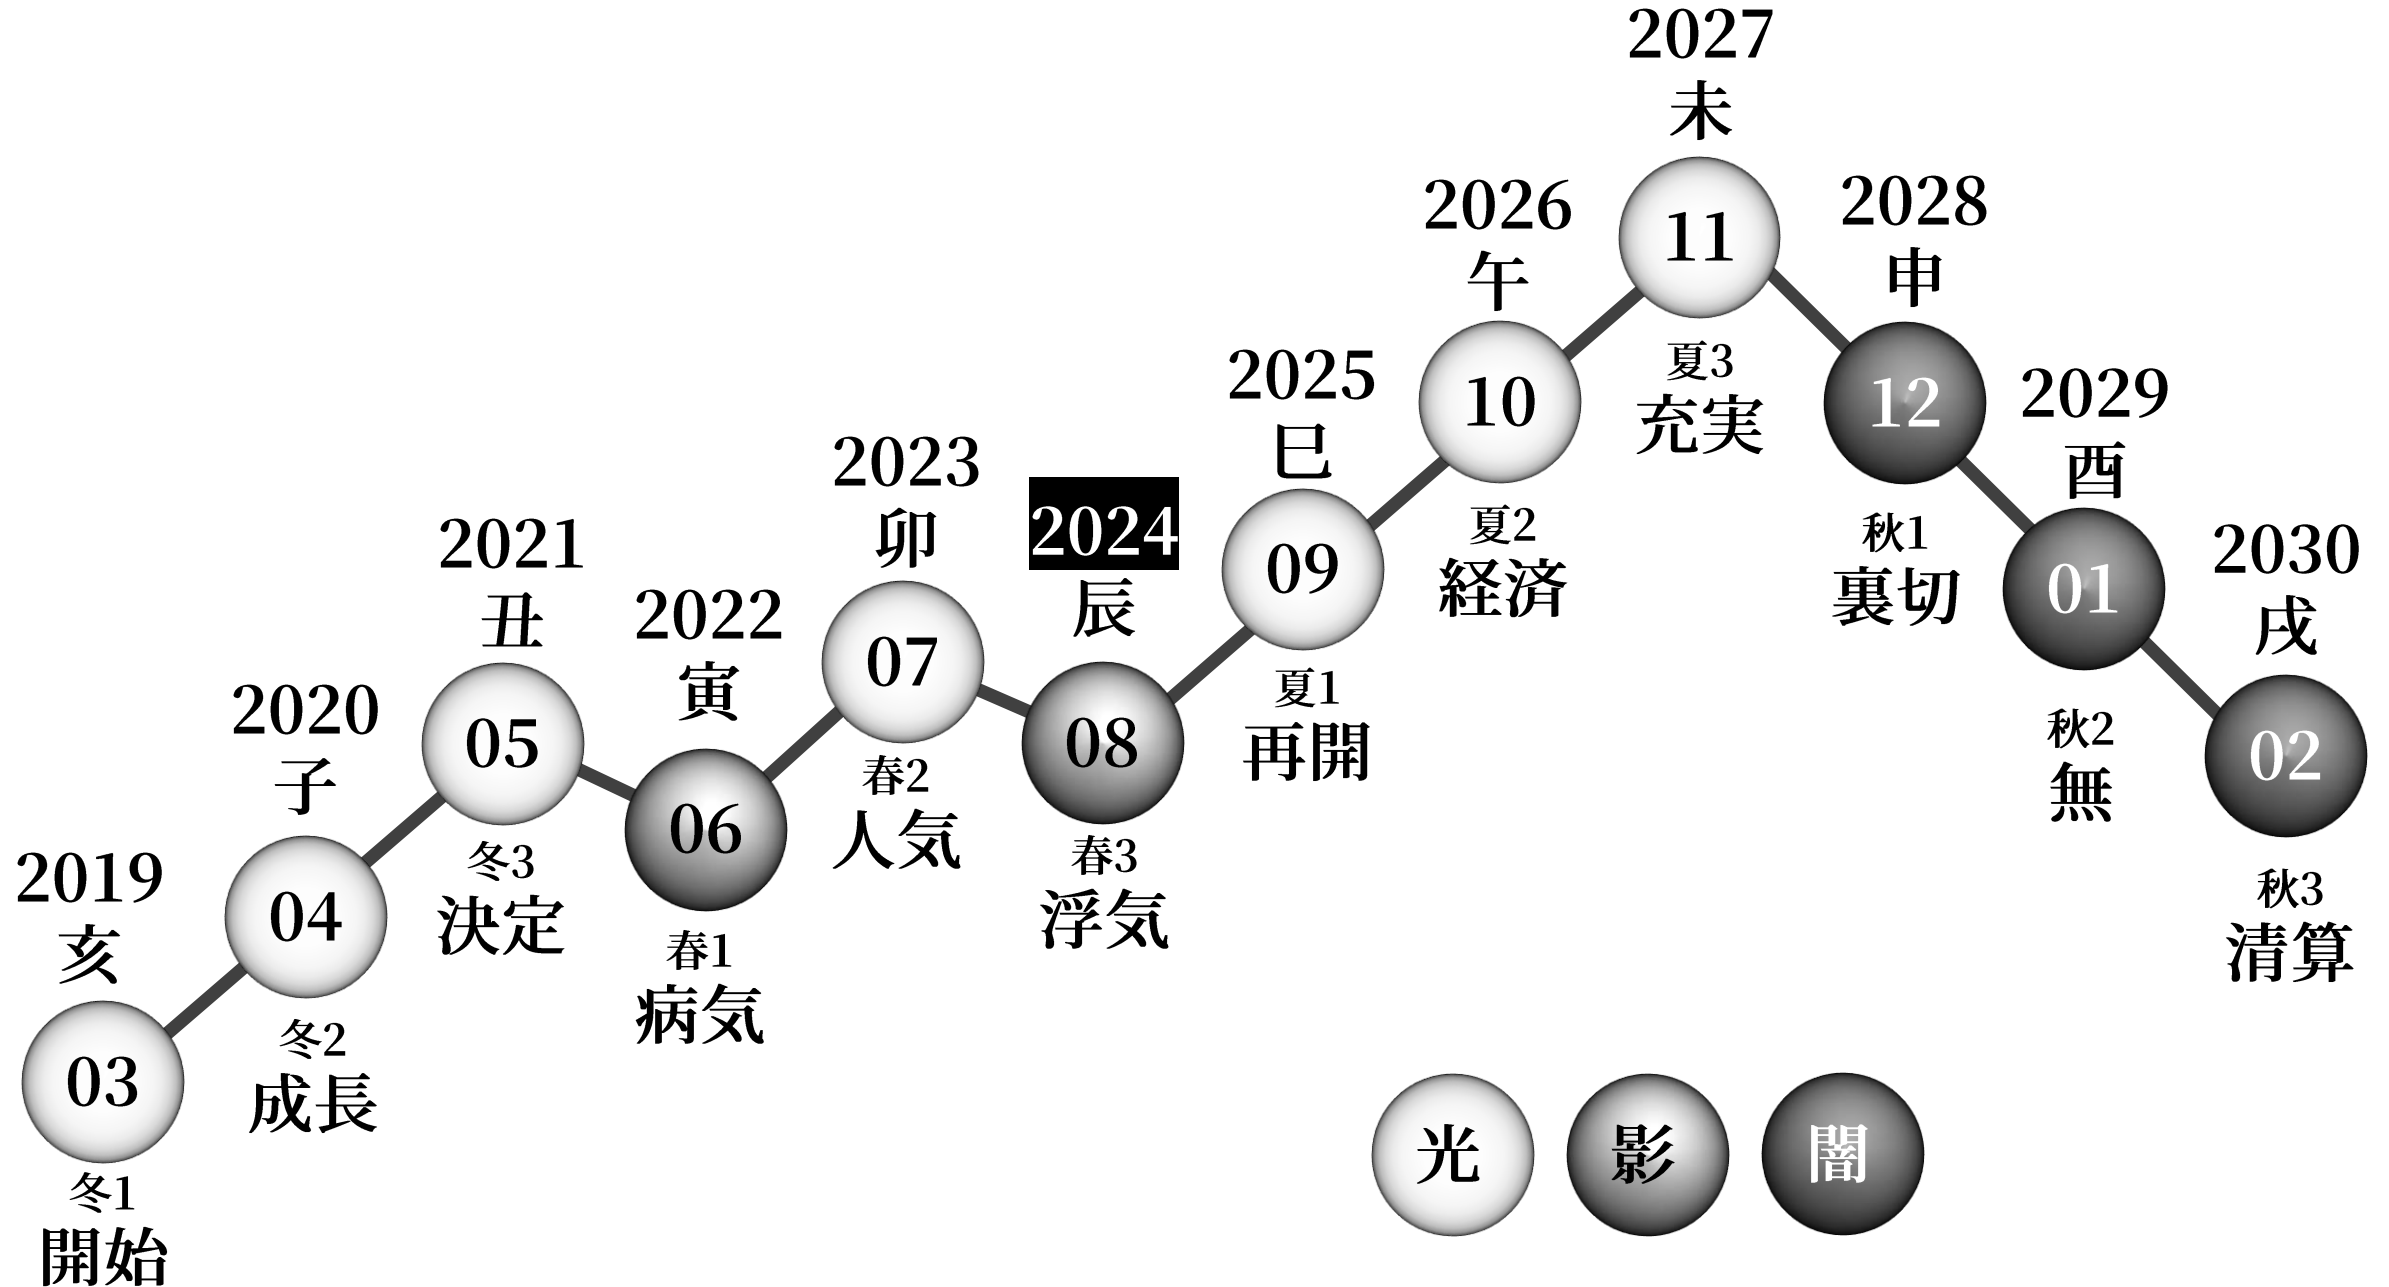 2019
亥
03
冬1
開始
2020
子
04
冬2
成長
2021
丑
05
冬3
決定
2022
寅
06
春1
病気
2023
卯
07
春2
人気
2024
辰
08
春3
浮気
2025
巳
09
夏1
再開
2026
午
10
夏2
経済
2027
未
11
夏3
充実
2028
申
12
秋1
裏切
2029
酉
01
秋2
無
2030
戌
02
秋3
清算
光
影
闇